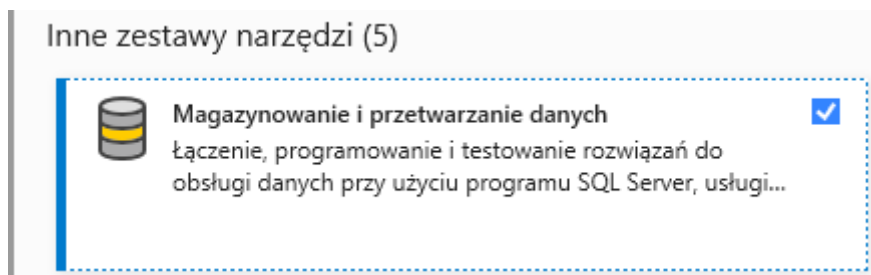 Inne zestawy narzędzi (5)
Magazynowanie i przetwarzanie danych
Łączenie, programowanie i testowanie rozwiązań do
obsługi danych przy użyciu programu SQL Server, usługi...